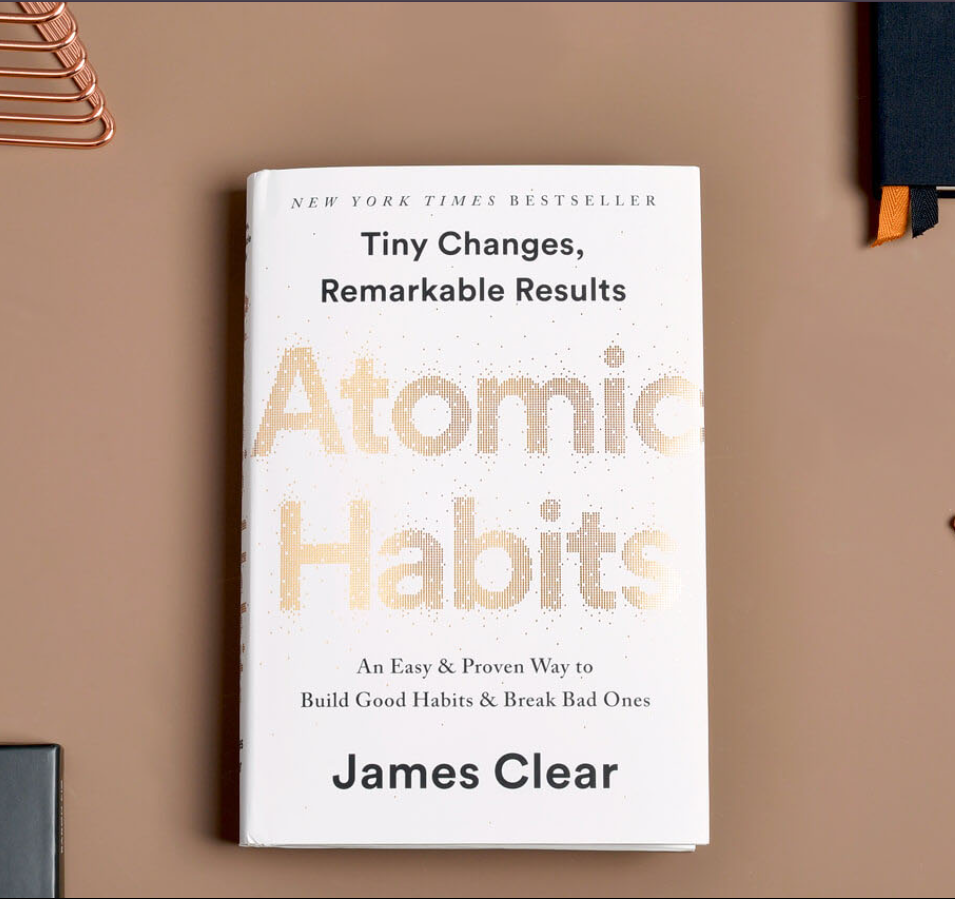 NEW YORK TIMES BESTSELLER
Tiny Changes,
Remarkable Results
Atomic
Habits
An Easy & Proven Way to
Build Good Habits & Break Bad Ones
James Clear